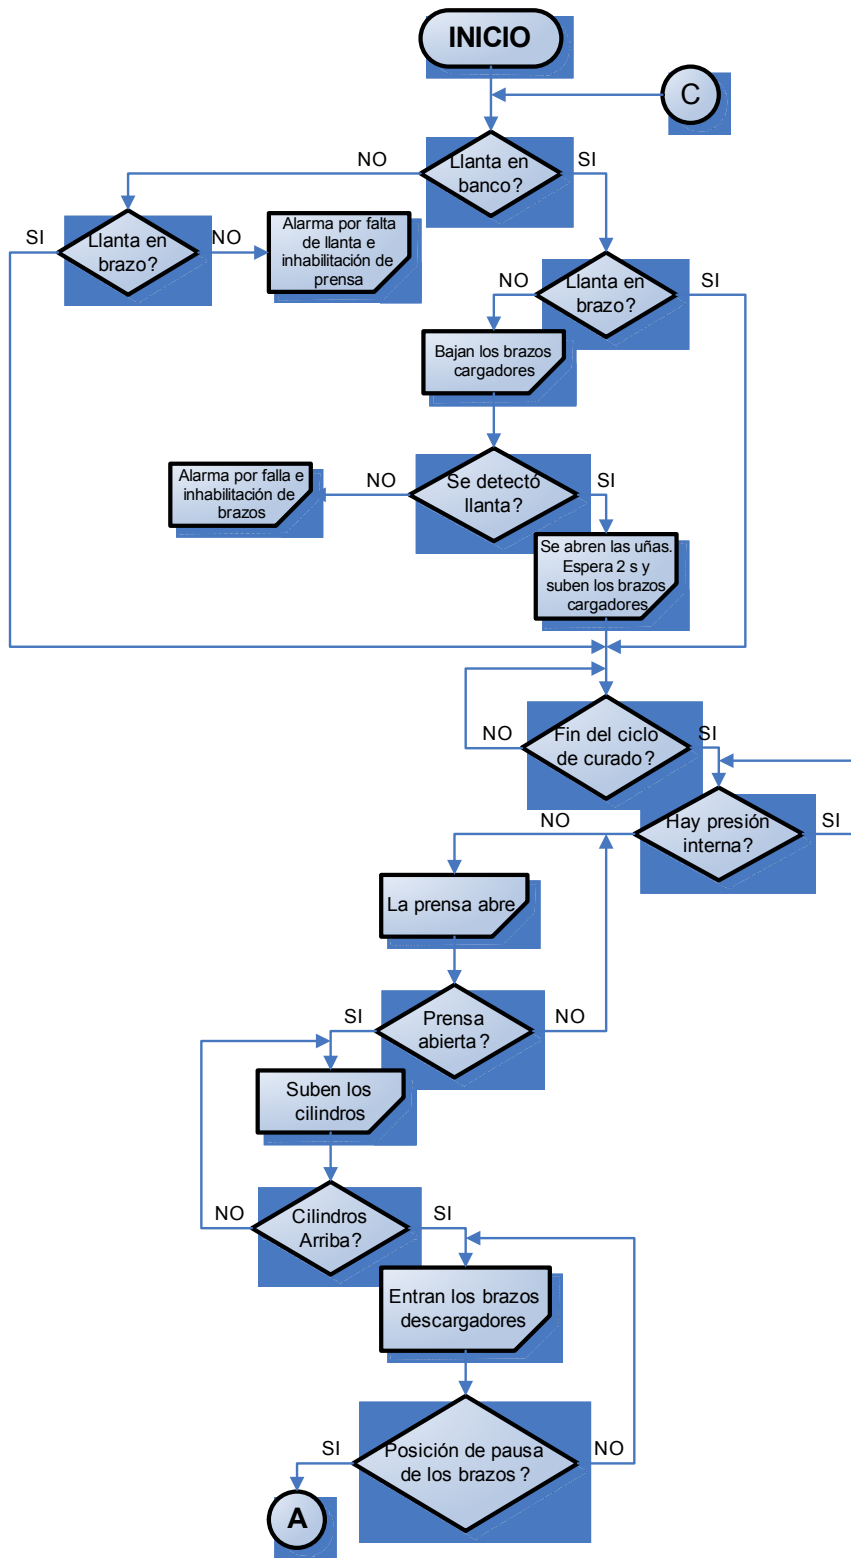 INICIO
C
NO
Llanta en
banco?
SI
SI
Llanta en
brazo?
NO
Alarma por falta
de llanta e
inhabilitación de
prensa
NO
Llanta en
brazo?
SI
Bajan los brazos
cargadores
Alarma por falla e
inhabilitación de
brazos
NO
Se detectó
llanta?
SI
Se abren las uñas.
Espera 2 s y
suben los brazos
cargadores
NO
Fin del ciclo
de curado?
SI
NO
Hay presión
interna?
SI
La prensa abre
SI
Prensa
abierta?
NO
Suben los
cilindros
NO
Cilindros
Arriba?
SI
Entran los brazos
descargadores
SI
Posición de pausa
de los brazos?
NO
A